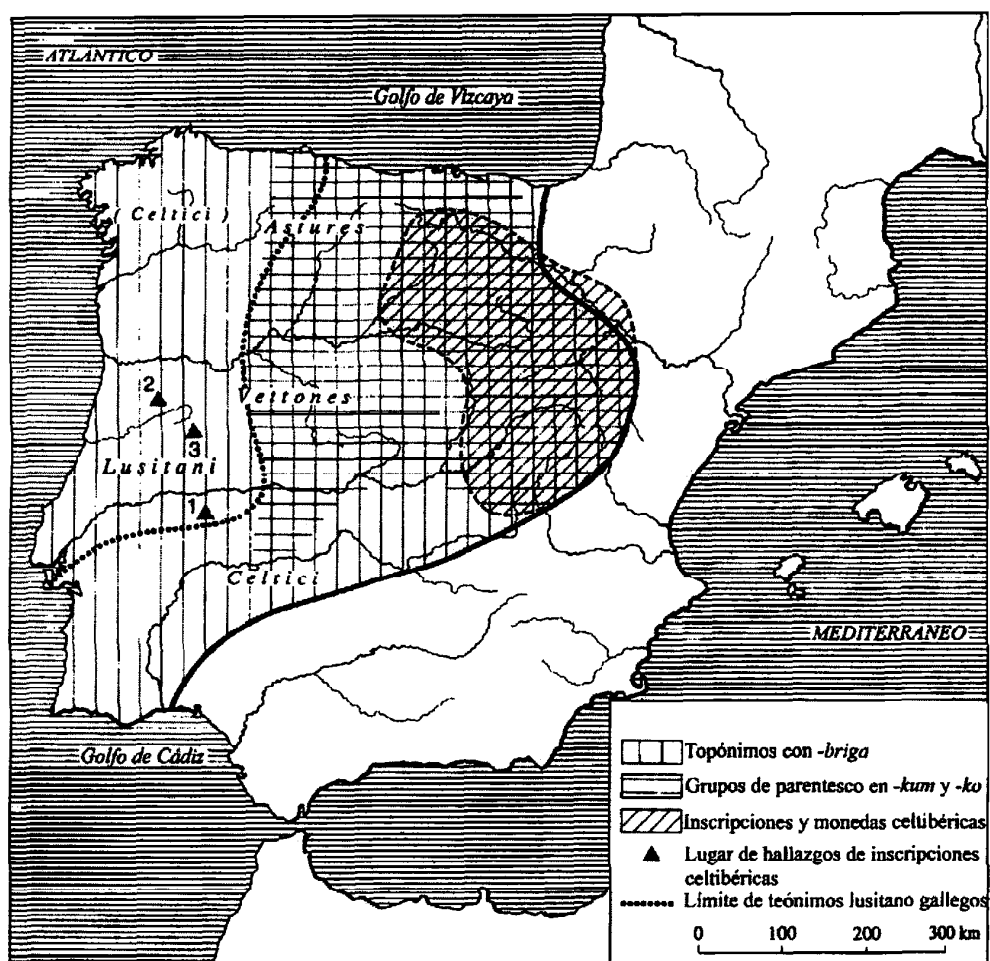 ATLANTICO
Golfo de Vizcaya
( Celtici )
Astures
2
Vettones
3
Lusitani
1
Celtici
MEDITERRANEO
Golfo de Cádiz
Topónimos con -briga
Grupos de parentesco en -kum y -ko
Inscripciones y monedas celtibéricas
Lugar de hallazgos de inscripciones
celtibéricas
Límite de teónimos lusitano gallegos
0 100 200 300 km